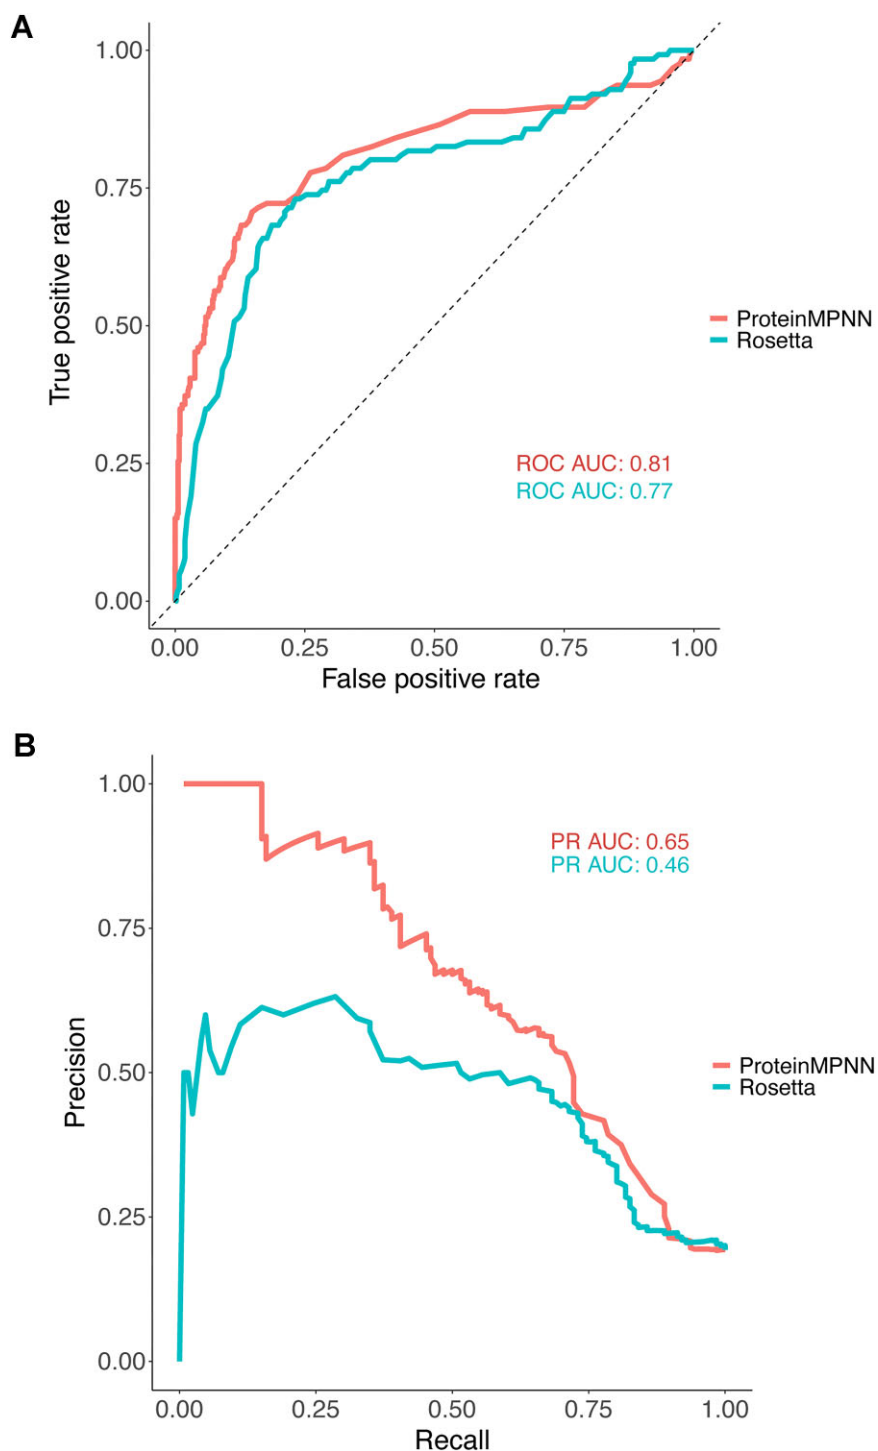 A
1.00
0.75
0.50
0.25
0.00
True positive rate
ProteinMPNN
Rosetta
ROC AUC: 0.81
ROC AUC: 0.77
0.00 0.25 0.50 0.75 1.00
False positive rate
B
1.00
0.75
0.50
0.25
0.00
Precision
PR AUC: 0.65
PR AUC: 0.46
ProteinMPNN
Rosetta
0.00 0.25 0.50 0.75 1.00
Recall